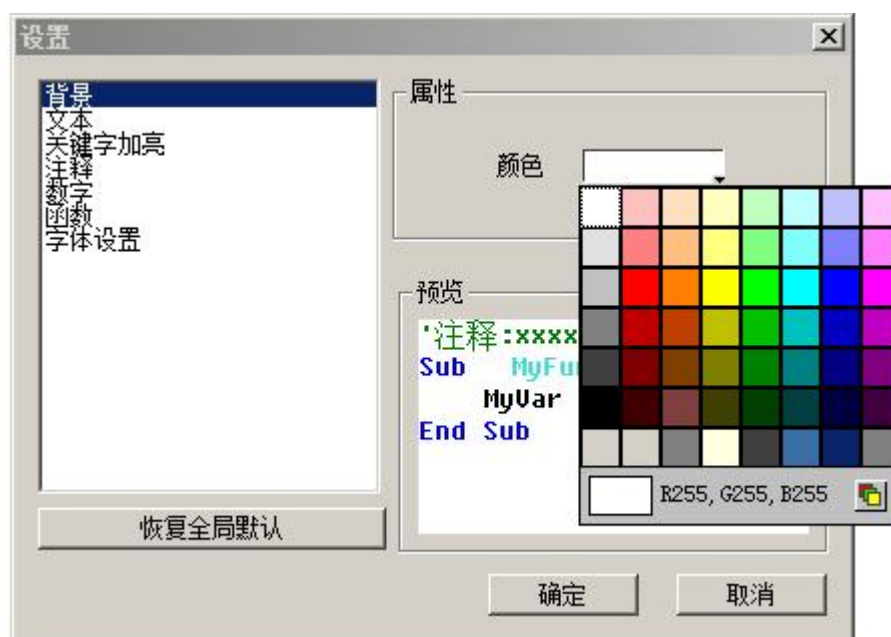 设置
背景
文本
关键字加亮
注释
数字
函数
字体设置
恢复全局默认
属性
颜色
预览
'注释:xxxx
Sub MyFu
MyVar
End Sub
R255, G255, B255
确定
取消